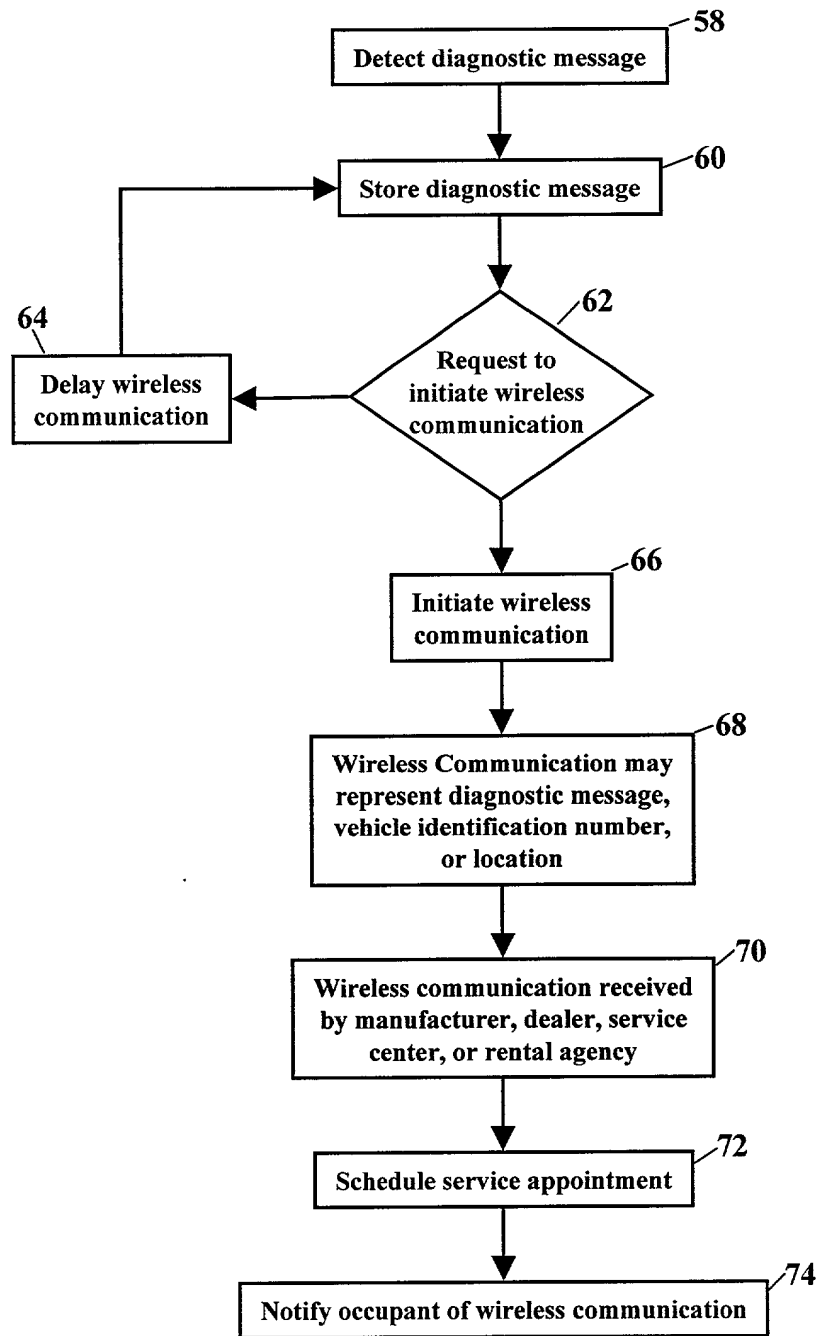 58
Detect diagnostic message
60
Store diagnostic message
62
64
Request to
initiate wireless
communication
Delay wireless
communication
66
Initiate wireless
communication
68
Wireless Communication may
represent diagnostic message,
vehicle identification number,
or location
70
Wireless communication received
by manufacturer, dealer, service
center, or rental agency
72
Schedule service appointment
74
Notify occupant of wireless communication